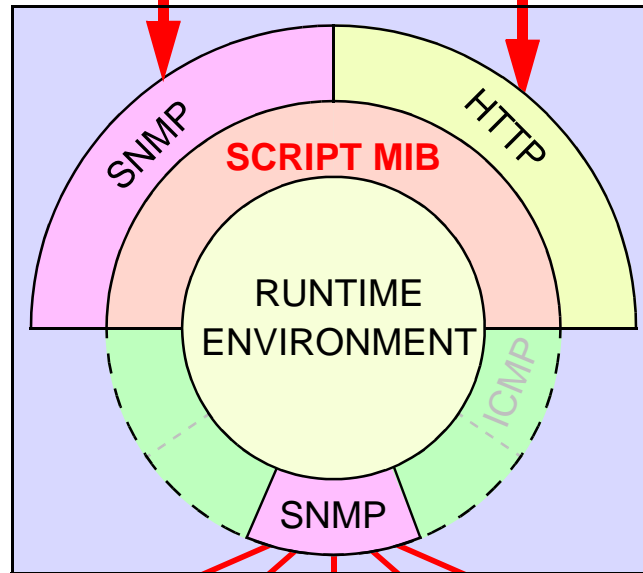 SNMP
HTTP
SCRIPT MIB
RUNTIME
ENVIRONMENT
ICMP
SNMP